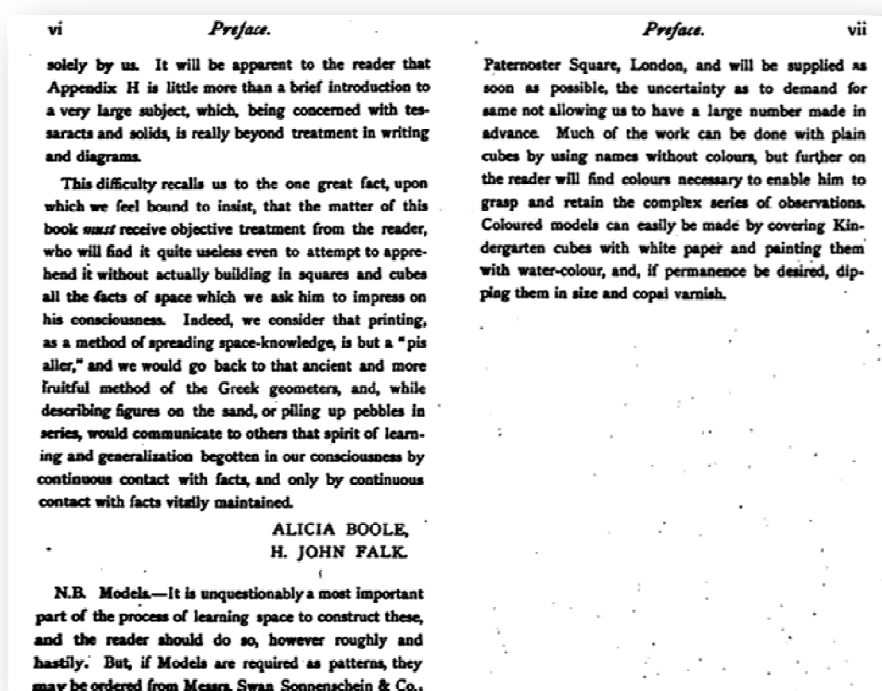 vi Preface.
solely by us. It will be apparent to the reader that
Appendix H is little more than a brief introduction to
a very large subject, which, being concerned with tes-
saracts and solids, is really beyond treatment in writing
and diagrams.
This difficulty recalls us to the one great fact, upon
which we feel bound to insist, that the matter of this
book must receive objective treatment from the reader,
who will find it quite useless even to attempt to appre-
hend it without actually building in squares and cubes
all the facts of space which we ask him to impress on
his consciousness. Indeed, we consider that printing,
as a method of spreading space-knowledge, is but a "pis
aller," and we would go back to that ancient and more
fruitful method of the Greek geometers, and, while
describing figures on the sand, or piling up pebbles in
series, would communicate to others that spirit of learn-
ing and generalization begotten in our consciousness by
continuous contact with facts, and only by continuous
contact with facts vitally maintained.
ALICIA BOOLE,
H. JOHN FALK.
N.B. Models.—It is unquestionably a most important
part of the process of learning space to construct these,
and the reader should do so, however roughly and
hastily. But, if Models are required as patterns, they
may be ordered from Messrs. Swan Sonnenschein & Co.,
Preface. vii
Paternoster Square, London, and will be supplied as
soon as possible, the uncertainty as to demand for
same not allowing us to have a large number made in
advance. Much of the work can be done with plain
cubes by using names without colours, but further on
the reader will find colours necessary to enable him to
grasp and retain the complex series of observations.
Coloured models can easily be made by covering Kin-
dergarten cubes with white paper and painting them
with water-colour, and, if permanence be desired, dip-
ping them in size and copal varnish.